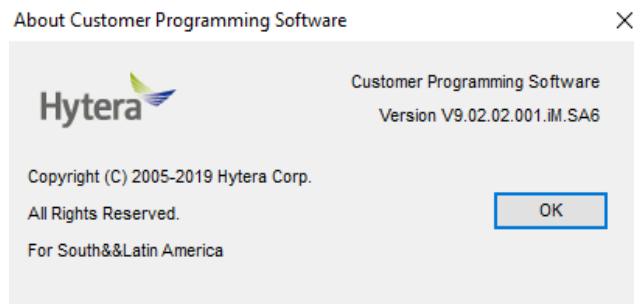 About Customer Programming Software
Hytera
Customer Programming Software
Version V9.02.02.001.iM.SA6
Copyright (C) 2005-2019 Hytera Corp.
All Rights Reserved.
OK
For South&&Latin America